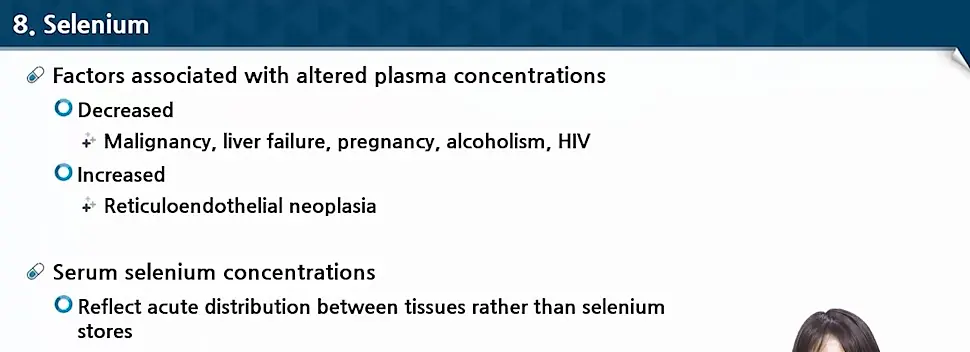 8. Selenium
Factors associated with altered plasma concentrations
Decreased
Malignancy, liver failure, pregnancy, alcoholism, HIV
Increased
Reticuloendothelial neoplasia
Serum selenium concentrations
Reflect acute distribution between tissues rather than selenium
stores